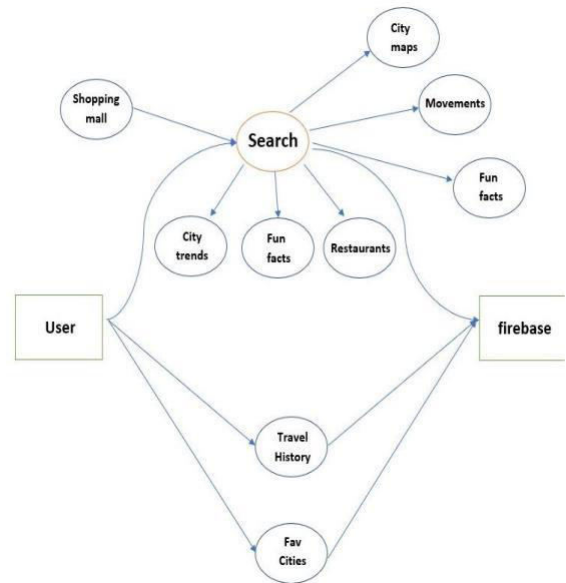 City
maps
Shopping
mall
Movements
Search
Fun
facts
City
trends
Fun
facts
Restaurants
User
firebase
Travel
History
Fav
Cities